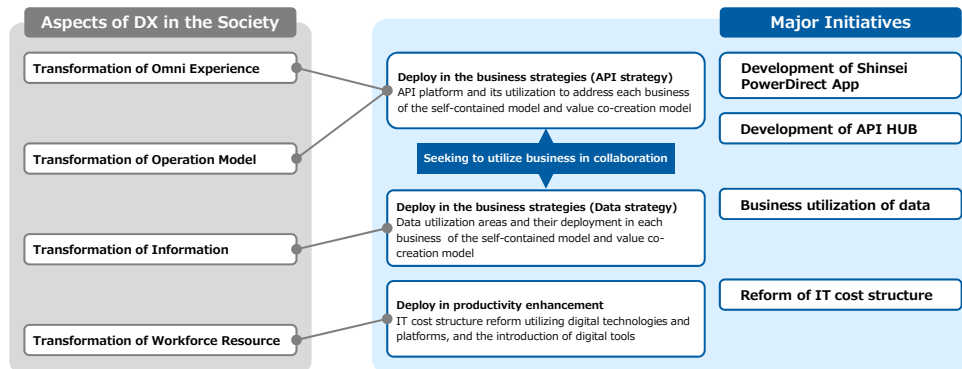 Aspects of DX in the Society
Major Initiatives
Transformation of Omni Experience
Transformation of Operation Model
Transformation of Information
Transformation of Workforce Resource
Deploy in the business strategies (API strategy)
API platform and its utilization to address each business
of the self-contained model and value co-creation model
Seeking to utilize business in collaboration
Deploy in the business strategies (Data strategy)
Data utilization areas and their deployment in each
business of the self-contained model and value co-
creation model
Deploy in productivity enhancement
IT cost structure reform utilizing digital technologies and
platforms, and the introduction of digital tools
Development of Shinsei
PowerDirect App
Development of API HUB
Business utilization of data
Reform of IT cost structure